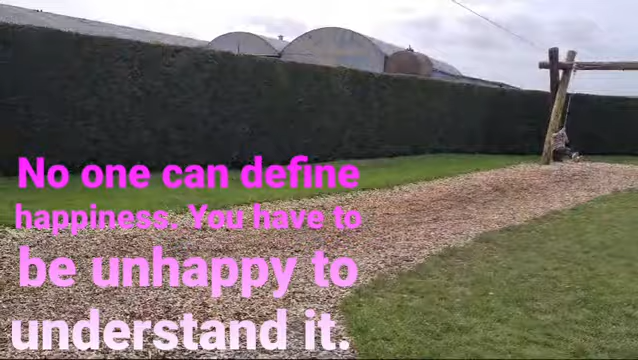 No one can define
happiness. You have to
be unhappy to
understand it.